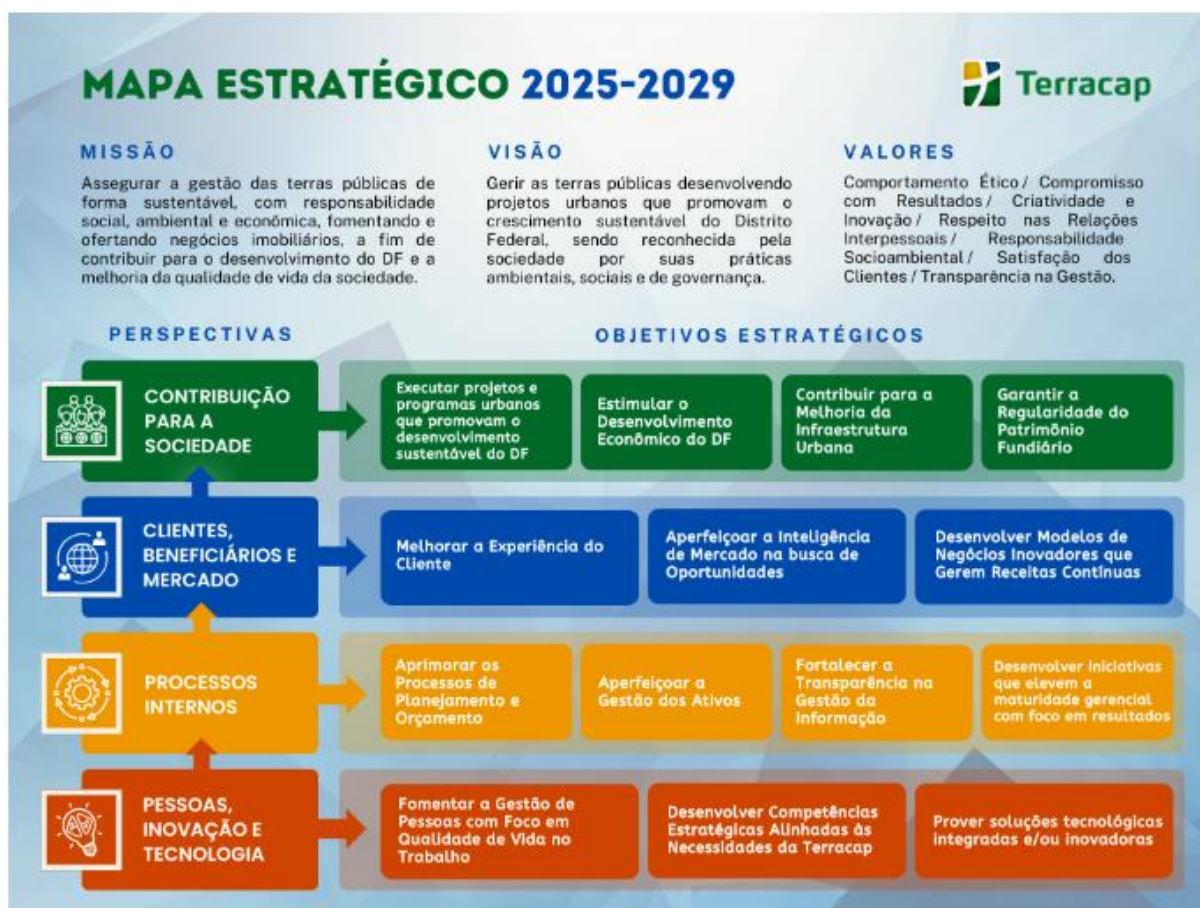 MAPA ESTRATÉGICO 2025-2029
Terracap
MISSÃO
Assegurar a gestão das terras públicas de
forma sustentável, com responsabilidade
social, ambiental e econômica, fomentando e
ofertando negócios imobiliários, a fim de
contribuir para o desenvolvimento do DF e a
melhoria da qualidade de vida da sociedade.
VISÃO
Gerir as terras públicas desenvolvendo
projetos urbanos que promovam o
crescimento sustentável do Distrito
Federal, sendo reconhecida pela
sociedade por suas práticas
ambientais, sociais e de governança.
VALORES
Comportamento Ético / Compromisso
com Resultados / Criatividade e
Inovação / Respeito nas Relações
Interpessoais / Responsabilidade
Socioambiental / Satisfação dos
Clientes / Transparência na Gestão.
PERSPECTIVAS
OBJETIVOS ESTRATÉGICOS
CONTRIBUIÇÃO
PARA A
SOCIEDADE
Executar projetos e
programas urbanos
que promovam o
desenvolvimento
sustentável do DF
Estimular o
Desenvolvimento
Econômico do DF
Contribuir para a
Melhoria da
Infraestrutura
Urbana
Garantir a
Regularidade do
Patrimônio
Fundiário
CLIENTES,
BENEFICIÁRIOS E
MERCADO
Melhorar a Experiência do
Cliente
Aperfeiçoar a Inteligência
de Mercado na busca de
Oportunidades
Desenvolver Modelos de
Negócios Inovadores que
Gerem Receitas Contínuas
PROCESSOS
INTERNOS
Aprimorar os
Processos de
Planejamento e
Orçamento
Aperfeiçoar a
Gestão dos Ativos
Fortalecer a
Transparência na
Gestão da
Informação
Desenvolver iniciativas
que elevem a
maturidade gerencial
com foco em resultados
PESSOAS,
INOVAÇÃO E
TECNOLOGIA
Fomentar a Gestão de
Pessoas com Foco em
Qualidade de Vida no
Trabalho
Desenvolver Competências
Estratégicas Alinhadas às
Necessidades da Terracap
Prover soluções tecnológicas
integradas e/ou inovadoras